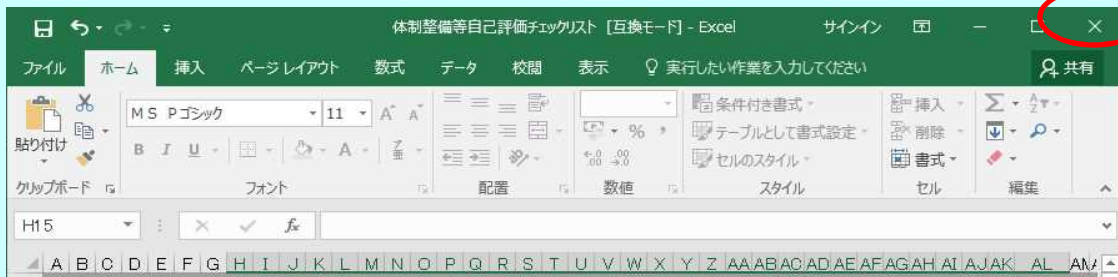 体制整備等自己評価チェックリスト [互換モード] - Excel サインイン
ファイル ホーム 挿入 ページ レイアウト 数式 データ 校閲 表示 実行したい作業を入力してください 共有
貼り付け
クリップボード
MS Pゴシック 11 A A
B I U A
フォント
配置
% ,
数値
条件付き書式
テーブルとして書式設定
セルのスタイル
スタイル
挿入
削除
書式
セル
Σ
編集
H15 fx
A B C D E F G H I J K L M N O P Q R S T U V W X Y Z AA AB AC AD AE AF AG AH AI AJ AK AL AM